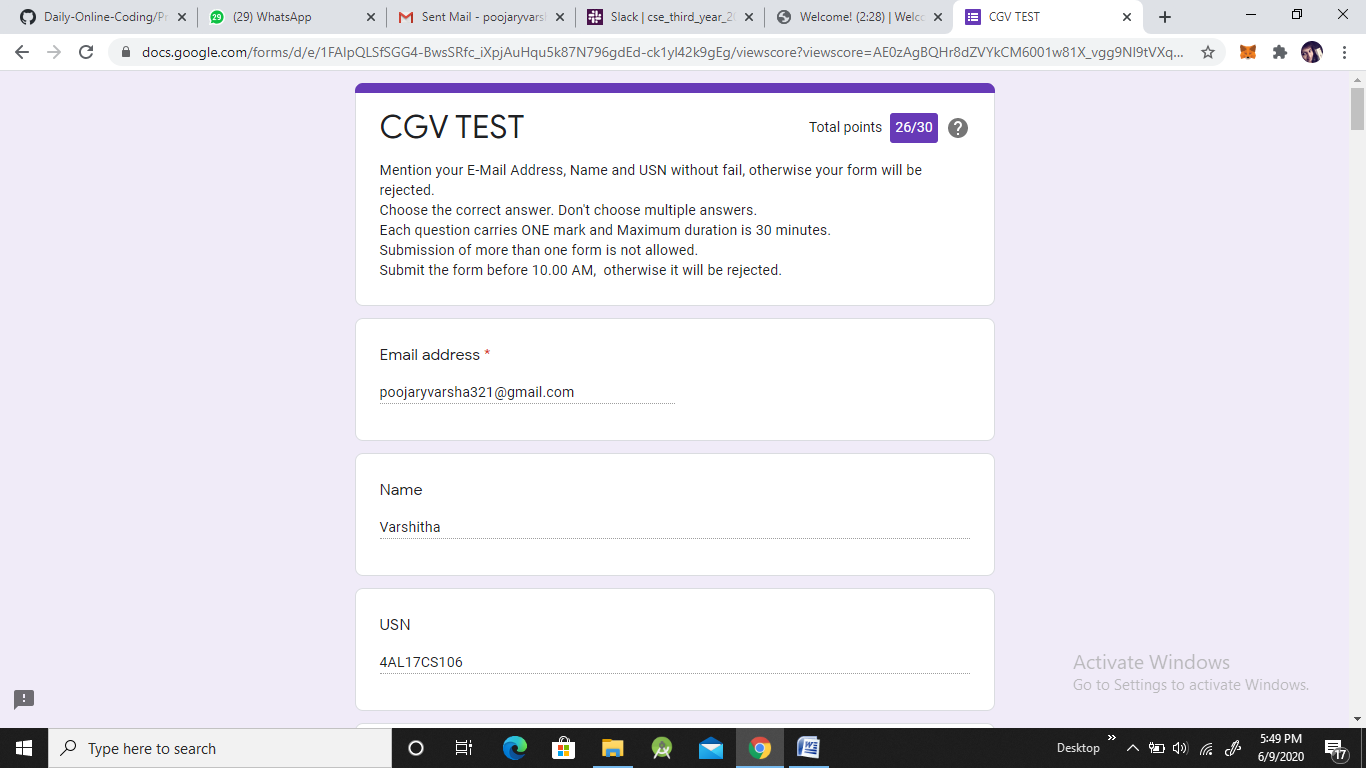 Daily-Online-Coding/P
29
(29) WhatsApp
Sent Mail - poojaryvars
Slack | cse_third_year_2
Welcome! (2:28) | Welc
CGV TEST
docs.google.com/forms/d/e/1FAIpQLSfSGG4-BwsSRfc_iXpjAuHqu5k87N796gdEd-ck1yl42k9gEg/viewscore?viewscore=AE0zAgBQHr8dZVYkCM6001w81X_vgg9NI9tVXq...
CGV TEST
Total points 26/30
Mention your E-Mail Address, Name and USN without fail, otherwise your form will be
rejected.
Choose the correct answer. Don't choose multiple answers.
Each question carries ONE mark and Maximum duration is 30 minutes.
Submission of more than one form is not allowed.
Submit the form before 10.00 AM,  otherwise it will be rejected.
Email address *
poojaryvarsha321@gmail.com
Name
Varshitha
USN
4AL17CS106
Activate Windows
Go to Settings to activate Windows.
Type here to search
Desktop
5:49 PM
6/9/2020
17